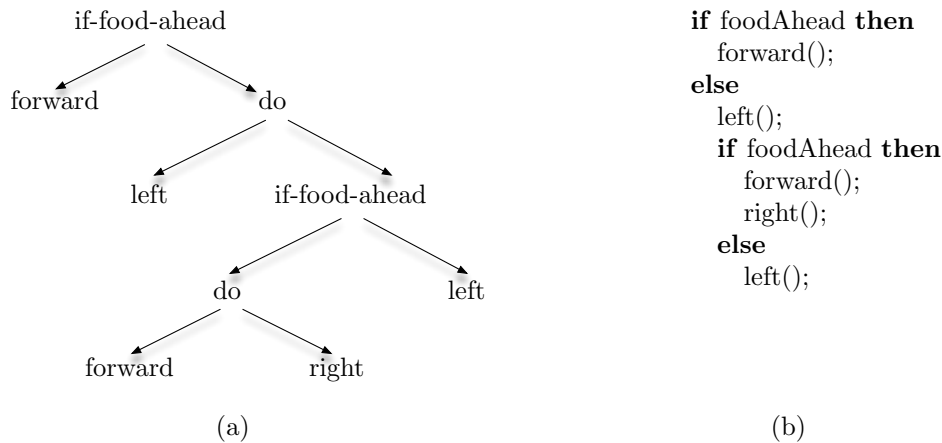 if-food-ahead
forward do
left if-food-ahead
do left
forward right
(a)
if foodAhead then
forward();
else
left();
if foodAhead then
forward();
right();
else
left();
(b)